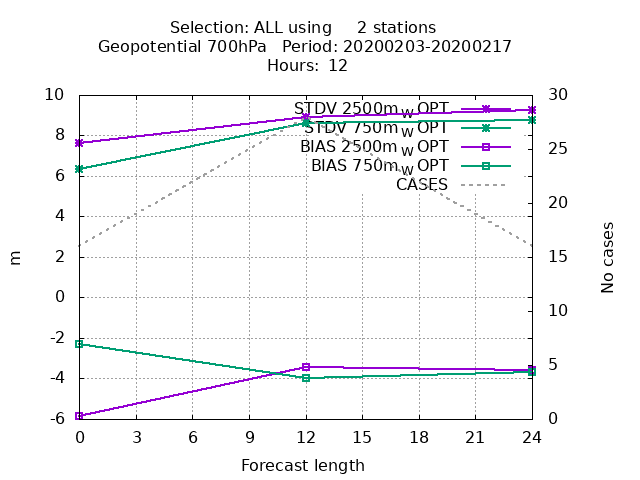 Selection: ALL using 2 stations
Geopotential 700hPa Period: 20200203-20200217
Hours: 12
STDV 2500m_W OPT
STDV 750m_W OPT
BIAS 2500m_W OPT
BIAS 750m_W OPT
CASES
10
8
6
4
2
0
-2
-4
-6
m
30
25
20
15
10
5
0
No cases
0 3 6 9 12 15 18 21 24
Forecast length